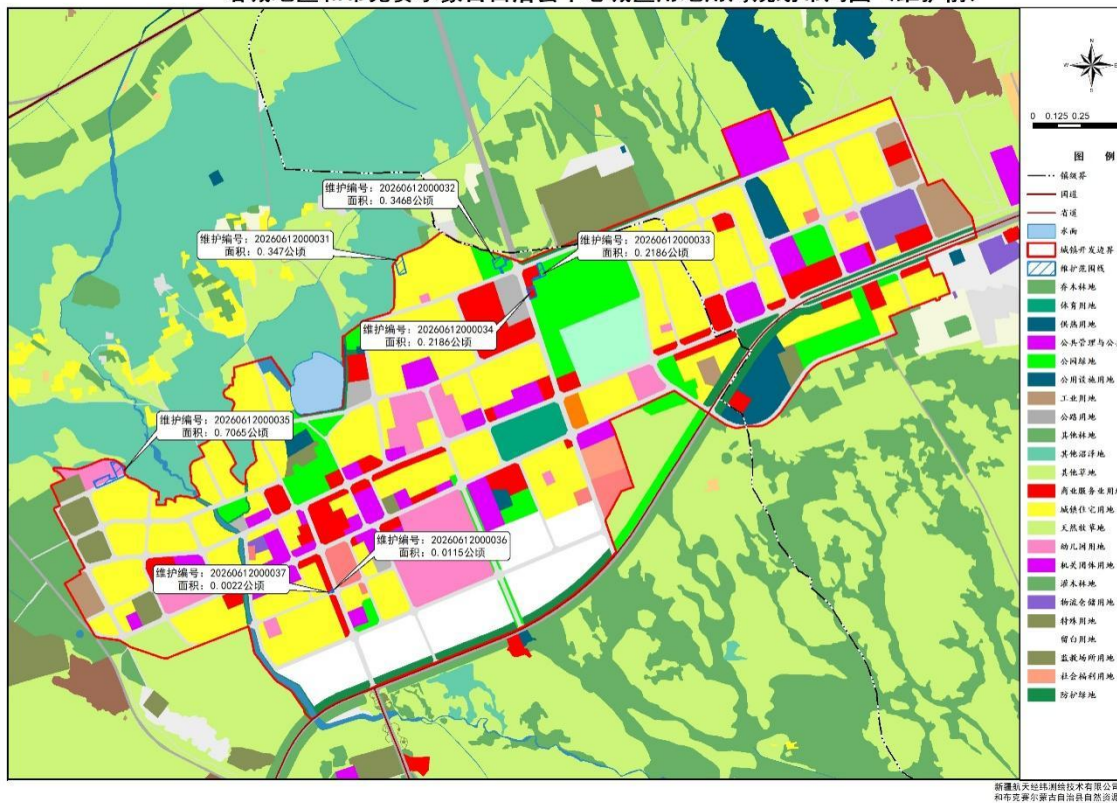 N
W
E
S
0 0.125 0.25
图 例
镇级界
国道
省道
水面
城镇开发边界
维护范围线
乔木林地
体育用地
供热用地
公共管理与公
公园绿地
公用设施用地
工业用地
公路用地
其他林地
其他沼泽地
其他草地
商业服务业用
城镇住宅用地
天然牧草地
幼儿园用地
机关团体用地
灌木林地
物流仓储用地
特殊用地
留白用地
监教场所用地
社会福利用地
防护绿地
维护编号：20260612000032
面积：0.3468公顷
维护编号：20260612000031
面积：0.347公顷
维护编号：20260612000033
面积：0.2186公顷
维护编号：20260612000034
面积：0.2186公顷
维护编号：20260612000035
面积：0.7065公顷
维护编号：20260612000036
面积：0.0115公顷
维护编号：20260612000037
面积：0.0022公顷
新疆航天经纬测绘技术有限公司
和布克赛尔蒙古自治县自然资源